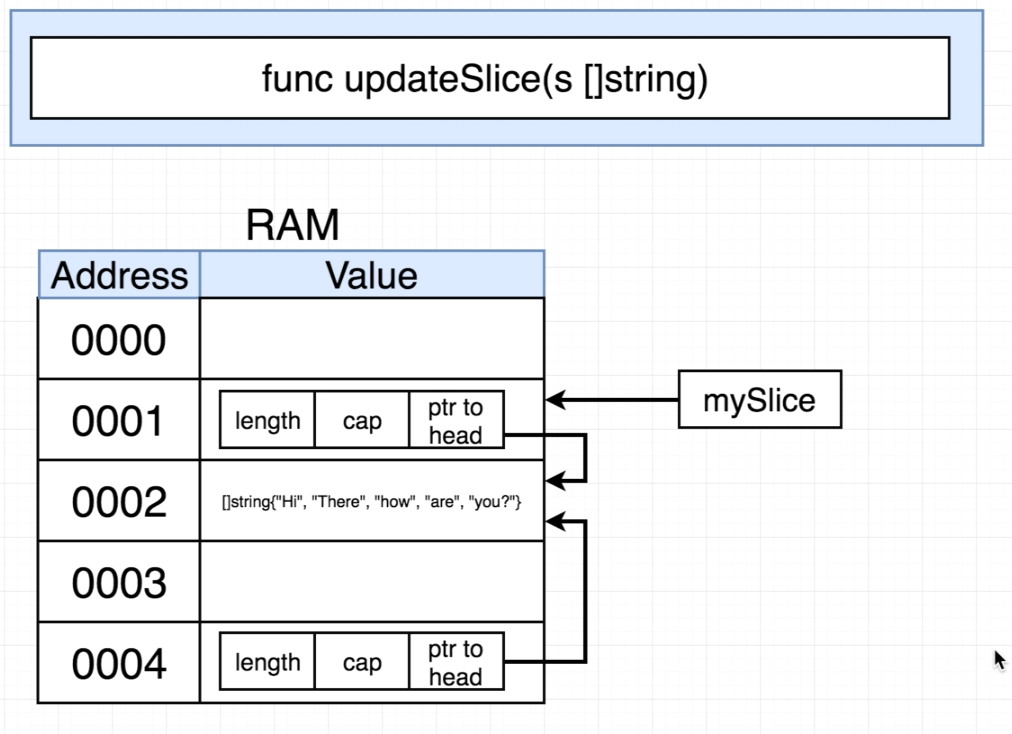 func updateSlice(s []string)
RAM
Address Value
0000
0001 length cap ptr to head
mySlice
0002 []string{"Hi", "There", "how", "are", "you?"}
0003
0004 length cap ptr to head